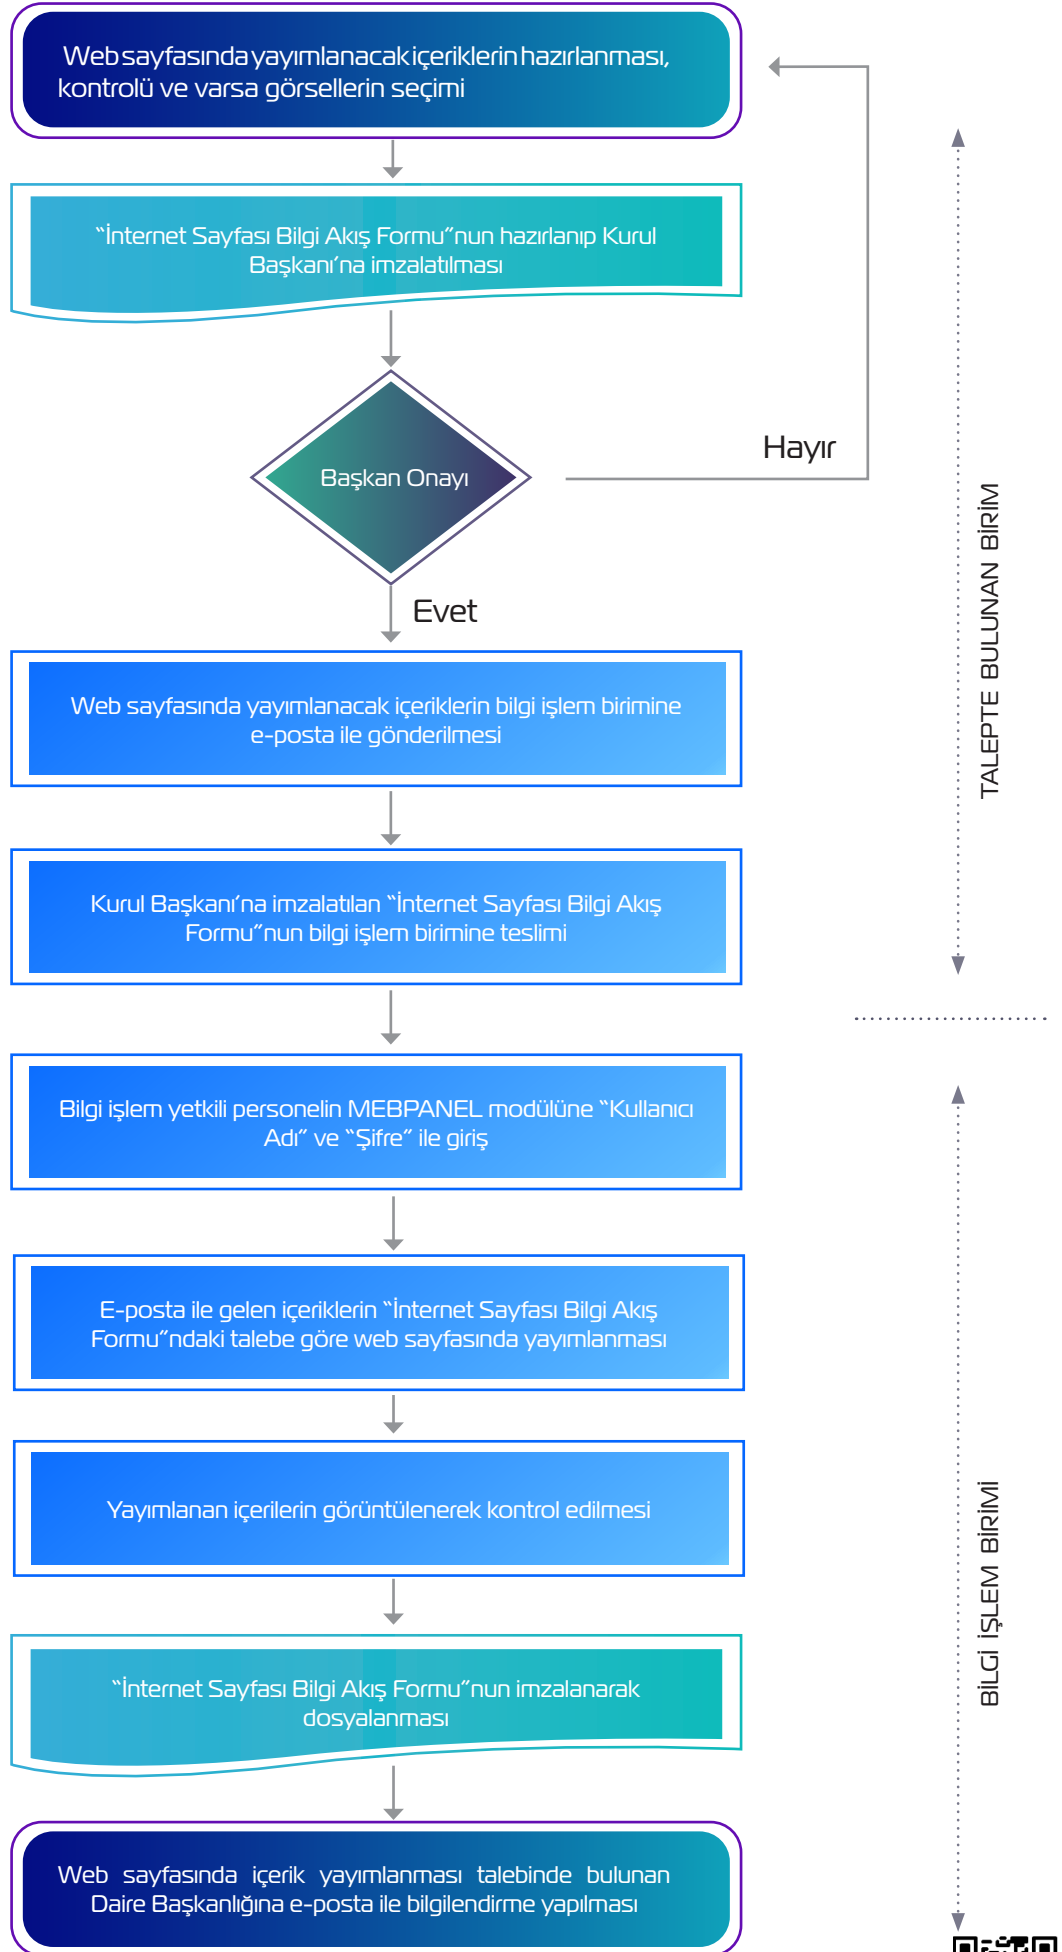 Web sayfasında yayımlanacak içeriklerin hazırlanması,
kontrolü ve varsa görsellerin seçimi
“İnternet Sayfası Bilgi Akış Formu”nun hazırlanıp Kurul
Başkanı’na imzalatılması
Başkan Onayı
Hayır
Evet
Web sayfasında yayımlanacak içeriklerin bilgi işlem birimine
e-posta ile gönderilmesi
Kurul Başkanı’na imzalatılan “İnternet Sayfası Bilgi Akış
Formu”nun bilgi işlem birimine teslimi
TALEPTE BULUNAN BİRİM
Bilgi işlem yetkili personelin MEBPANEL modülüne “Kullanıcı
Adı” ve “Şifre” ile giriş
E-posta ile gelen içeriklerin “İnternet Sayfası Bilgi Akış
Formu”ndaki talebe göre web sayfasında yayımlanması
Yayımlanan içerilerin görüntülenerek kontrol edilmesi
“İnternet Sayfası Bilgi Akış Formu”nun imzalanarak
dosyalanması
Web sayfasında içerik yayımlanması talebinde bulunan
Daire Başkanlığına e-posta ile bilgilendirme yapılması
BİLGİ İŞLEM BİRİMİ